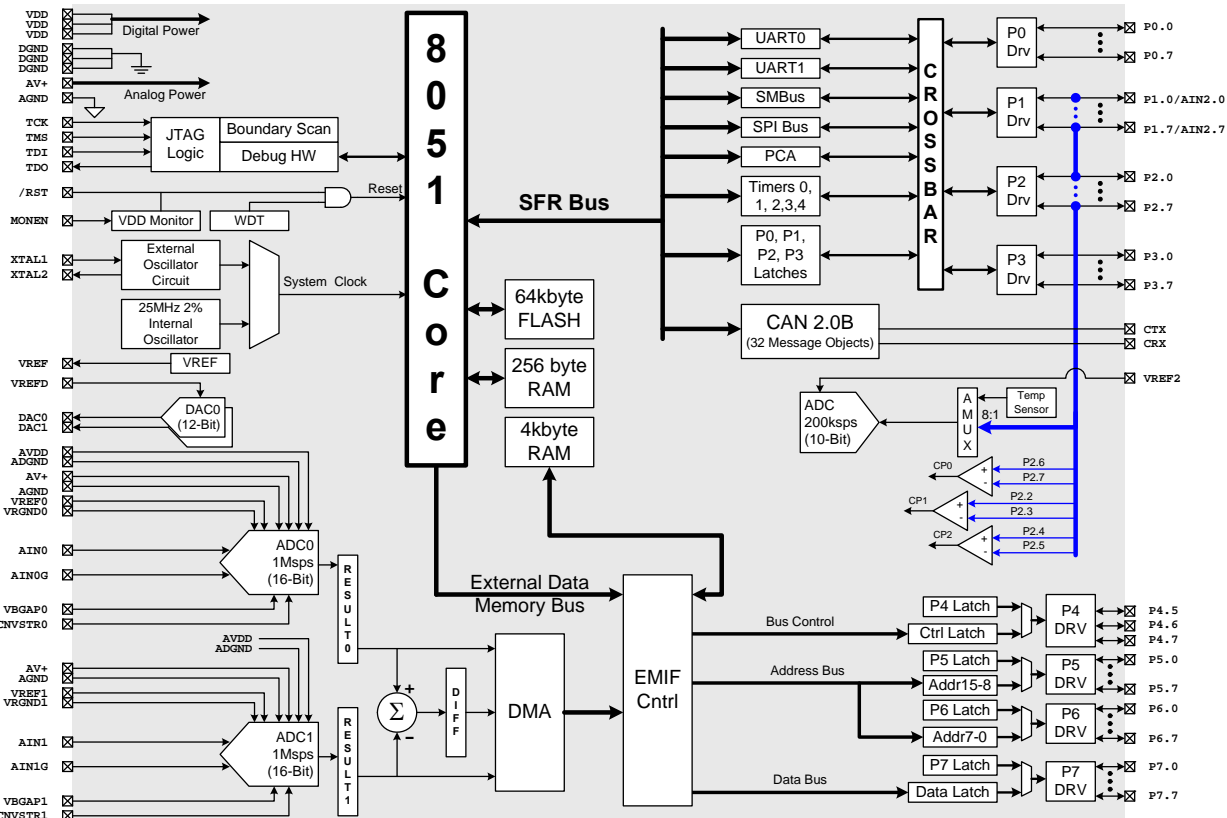 VDD
VDD
VDD
Digital Power
DGND
DGND
DGND
AV+
Analog Power
AGND
TCK
TMS
TDI
TDO
JTAG
Logic
Boundary Scan
Debug HW
/RST
MONEN
VDD Monitor
WDT
Reset
XTAL1
XTAL2
External
Oscillator
Circuit
System Clock
25MHz 2%
Internal
Oscillator
VREF
VREF
VREFD
DAC0
DAC1
DAC0
(12-Bit)
AVDD
ADGND
AV+
AGND
VREF0
VRGND0
AIN0
AIN0G
VBGAP0
CNVSTR0
ADC0
1Msps
(16-Bit)
RESULT0
AVDD
ADGND
AV+
AGND
VREF1
VRGND1
AIN1
AIN1G
VBGAP1
CNVSTR1
ADC1
1Msps
(16-Bit)
RESULT1
+
Σ
−
DIFF
DMA
8051 Core
SFR Bus
64kbyte
FLASH
256 byte
RAM
4kbyte
RAM
External Data
Memory Bus
EMIF
Cntrl
UART0
UART1
SMBus
SPI Bus
PCA
Timers 0,
1, 2,3,4
P0, P1,
P2, P3
Latches
CROSSBAR
P0
Drv
P1
Drv
P2
Drv
P3
Drv
P0.0
P0.7
P1.0/AIN2.0
P1.7/AIN2.7
P2.0
P2.7
P3.0
P3.7
CAN 2.0B
(32 Message Objects)
CTX
CRX
VREF2
ADC
200ksps
(10-Bit)
AMUX
8:1
Temp
Sensor
CP0
+
-
P2.6
P2.7
CP1
+
-
P2.2
P2.3
CP2
+
-
P2.4
P2.5
Bus Control
P4 Latch
Ctrl Latch
P4
DRV
P4.5
P4.6
P4.7
Address Bus
P5 Latch
Addr15-8
P5
DRV
P5.0
P5.7
P6 Latch
Addr7-0
P6
DRV
P6.0
P6.7
Data Bus
P7 Latch
Data Latch
P7
DRV
P7.0
P7.7